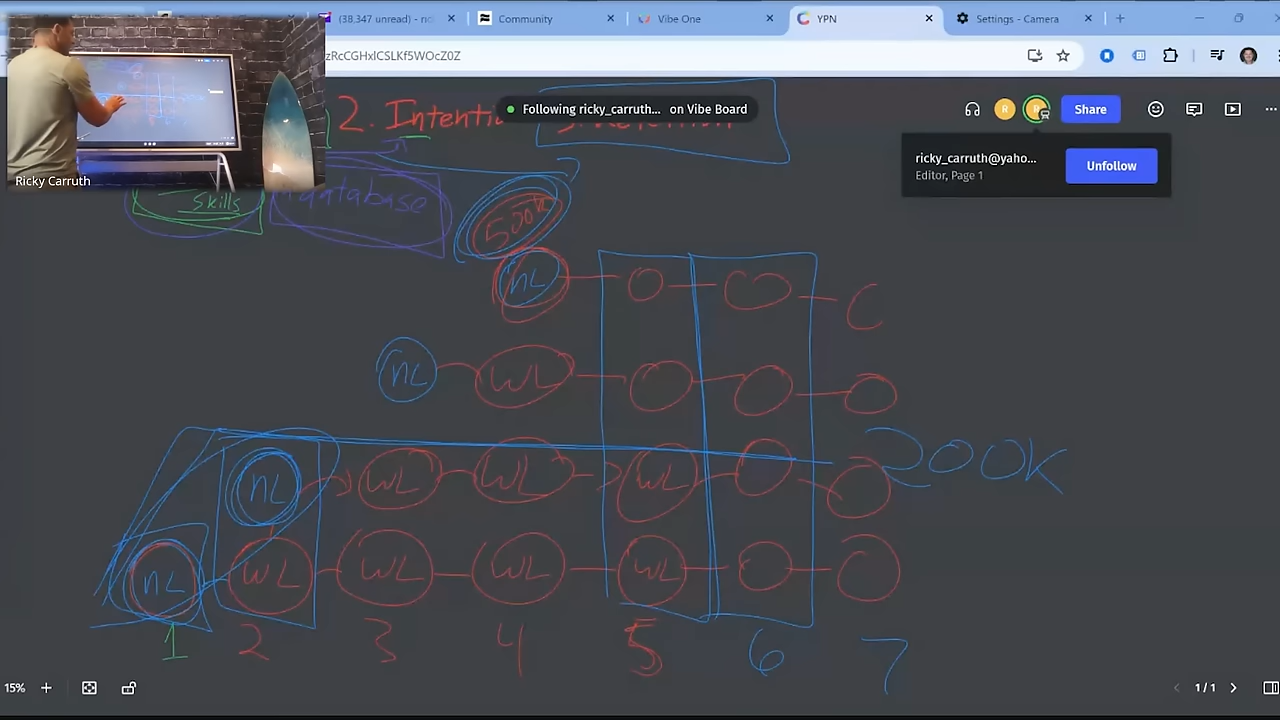 (38,347 unread) - ric
Community
Vibe One
YPN
Settings - Camera
zRcCGHxICSLKf5WOcZ0Z
2. Intenti
Following ricky_carruth... on Vibe Board
Share
ricky_carruth@yaho...
Editor, Page 1
Unfollow
Ricky Carruth
Skills
database
500k
nL
nL
WL
200K
nL
WL
WL
WL
nL
WL
WL
WL
WL
1
2
3
4
5
6
7
15%
1/1